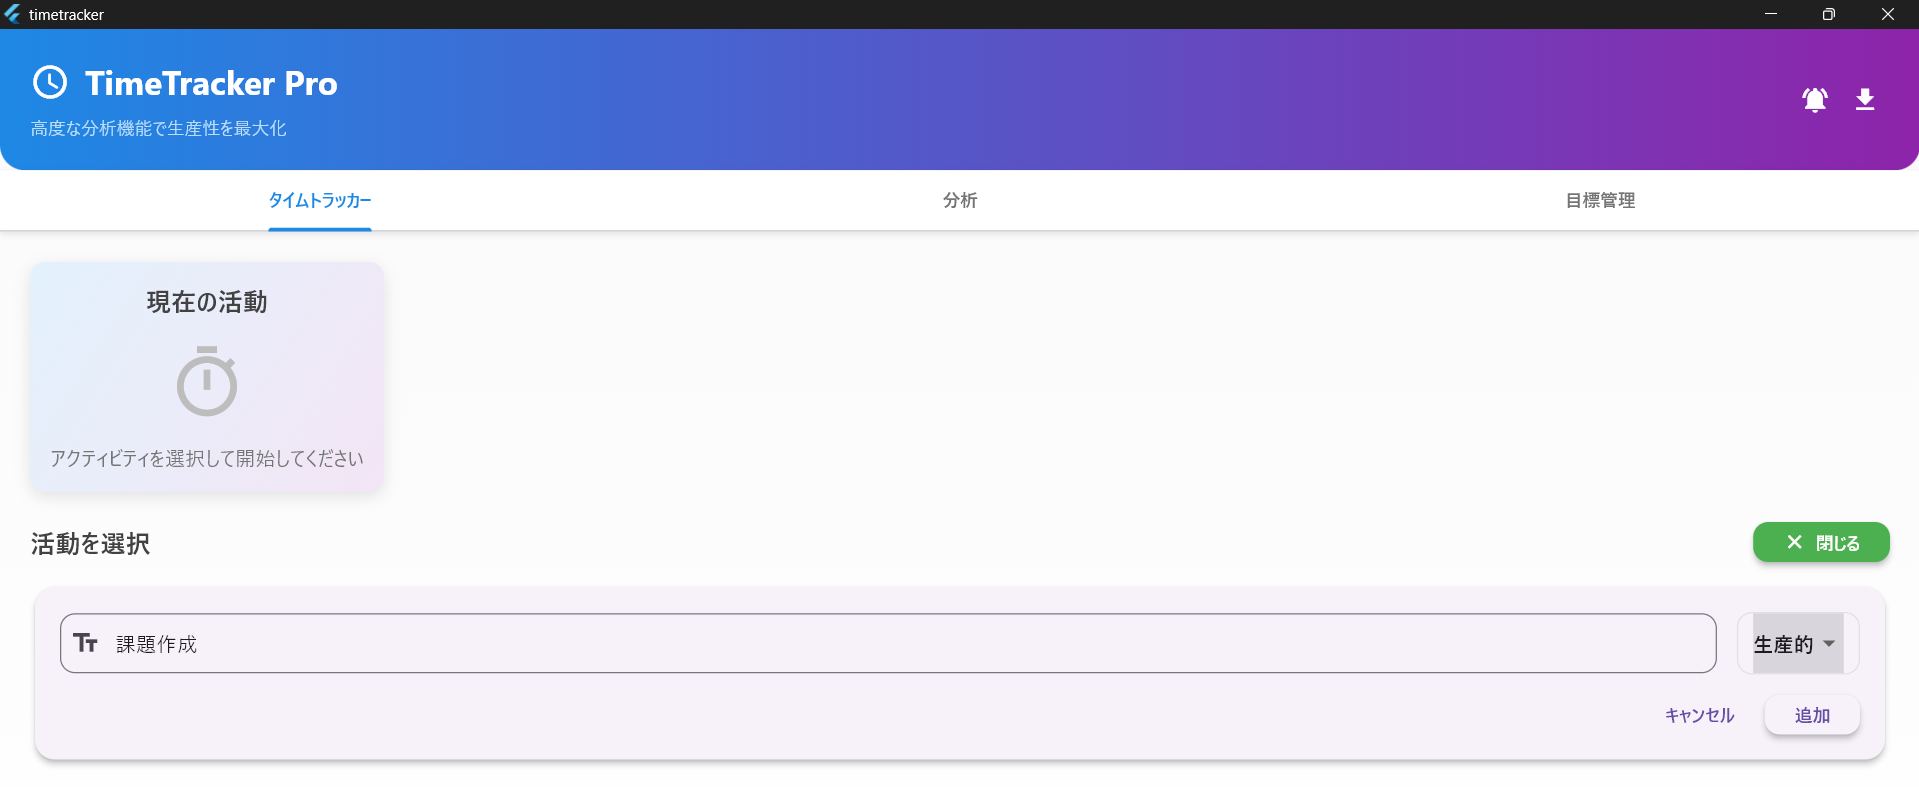 timetracker
TimeTracker Pro
高度な分析機能で生産性を最大化
タイムトラッカー
分析
目標管理
現在の活動
アクティビティを選択して開始してください
活動を選択
閉じる
課題作成
生産的
キャンセル
追加